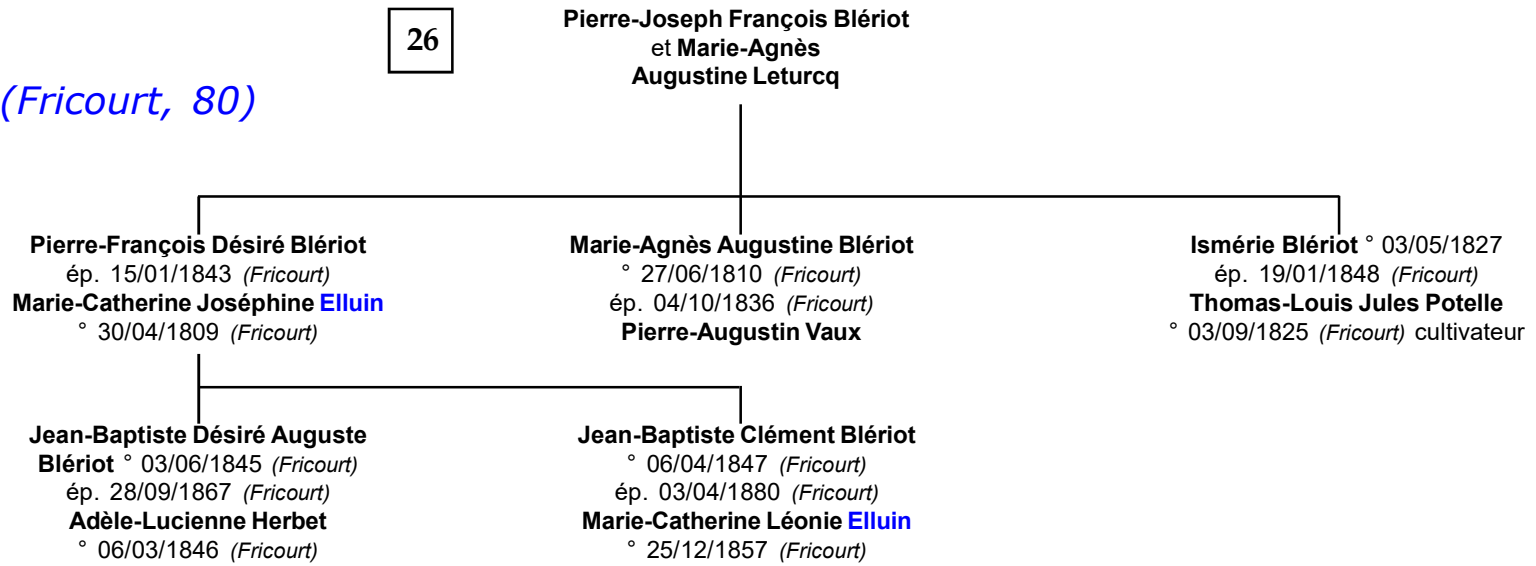 26
Pierre-Joseph François Blériot
et Marie-Agnès
Augustine Leturcq
(Fricourt, 80)
Pierre-François Désiré Blériot
ép. 15/01/1843 (Fricourt)
Marie-Catherine Joséphine Elluin
° 30/04/1809 (Fricourt)
Marie-Agnès Augustine Blériot
° 27/06/1810 (Fricourt)
ép. 04/10/1836 (Fricourt)
Pierre-Augustin Vaux
Ismérie Blériot ° 03/05/1827
ép. 19/01/1848 (Fricourt)
Thomas-Louis Jules Potelle
° 03/09/1825 (Fricourt) cultivateur
Jean-Baptiste Désiré Auguste
Blériot ° 03/06/1845 (Fricourt)
ép. 28/09/1867 (Fricourt)
Adèle-Lucienne Herbet
° 06/03/1846 (Fricourt)
Jean-Baptiste Clément Blériot
° 06/04/1847 (Fricourt)
ép. 03/04/1880 (Fricourt)
Marie-Catherine Léonie Elluin
° 25/12/1857 (Fricourt)